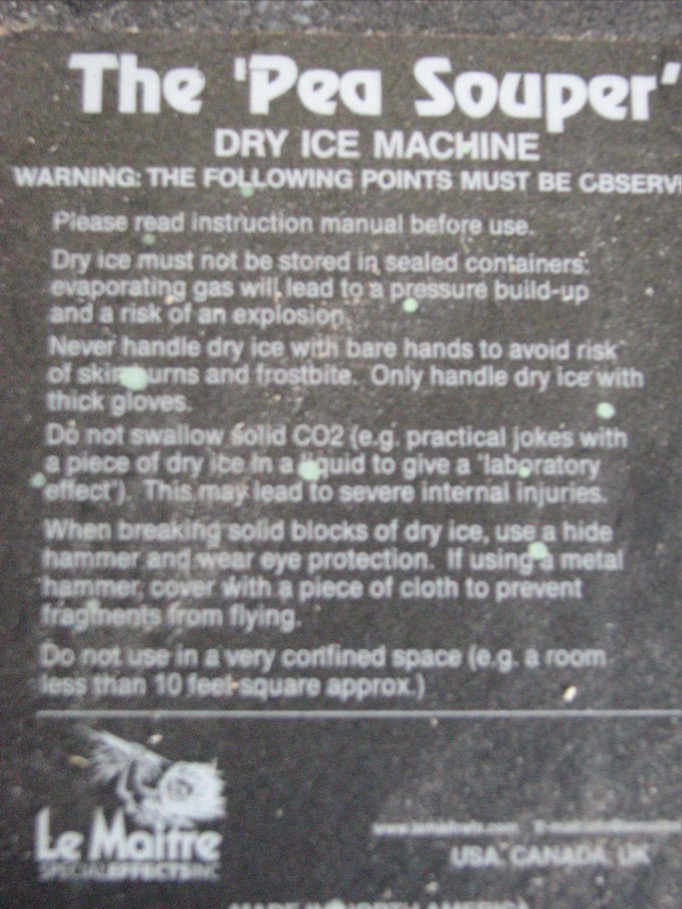 The 'Pea Souper'
DRY ICE MACHINE
WARNING: THE FOLLOWING POINTS MUST BE OBSERV
Please read instruction manual before use.
Dry ice must not be stored in sealed containers:
evaporating gas will lead to a pressure build-up
and a risk of an explosion.
Never handle dry ice with bare hands to avoid risk
of skin burns and frostbite. Only handle dry ice with
thick gloves.
Do not swallow solid CO2 (e.g. practical jokes with
a piece of dry ice in a liquid to give a 'laboratory
effect'). This may lead to severe internal injuries.
When breaking solid blocks of dry ice, use a hide
hammer and wear eye protection. If using a metal
hammer, cover with a piece of cloth to prevent
fragments from flying.
Do not use in a very confined space (e.g. a room
less than 10 feet square approx.)
Le Maitre
SPECIAL EFFECTS INC
USA, CANADA, UK
MADE IN NORTH AMERICA